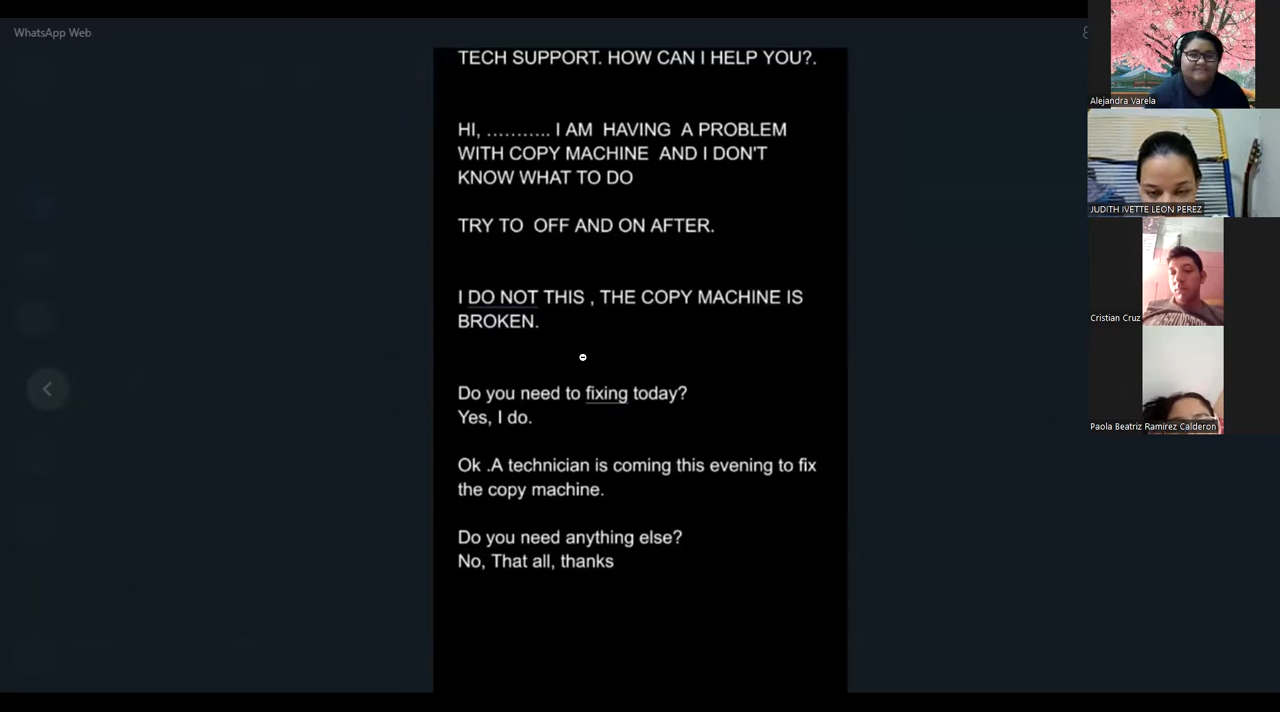 WhatsApp Web
TECH SUPPORT. HOW CAN I HELP YOU?.
HI, ........... I AM  HAVING  A PROBLEM
WITH COPY MACHINE  AND I DON'T
KNOW WHAT TO DO
TRY TO  OFF AND ON AFTER.
I DO NOT THIS , THE COPY MACHINE IS
BROKEN.
Do you need to fixing today?
Yes, I do.
Ok .A technician is coming this evening to fix
the copy machine.
Do you need anything else?
No, That all, thanks
Alejandra Varela
JUDITH IVETTE LEON PEREZ
Cristian Cruz
Paola Beatriz Ramirez Calderon